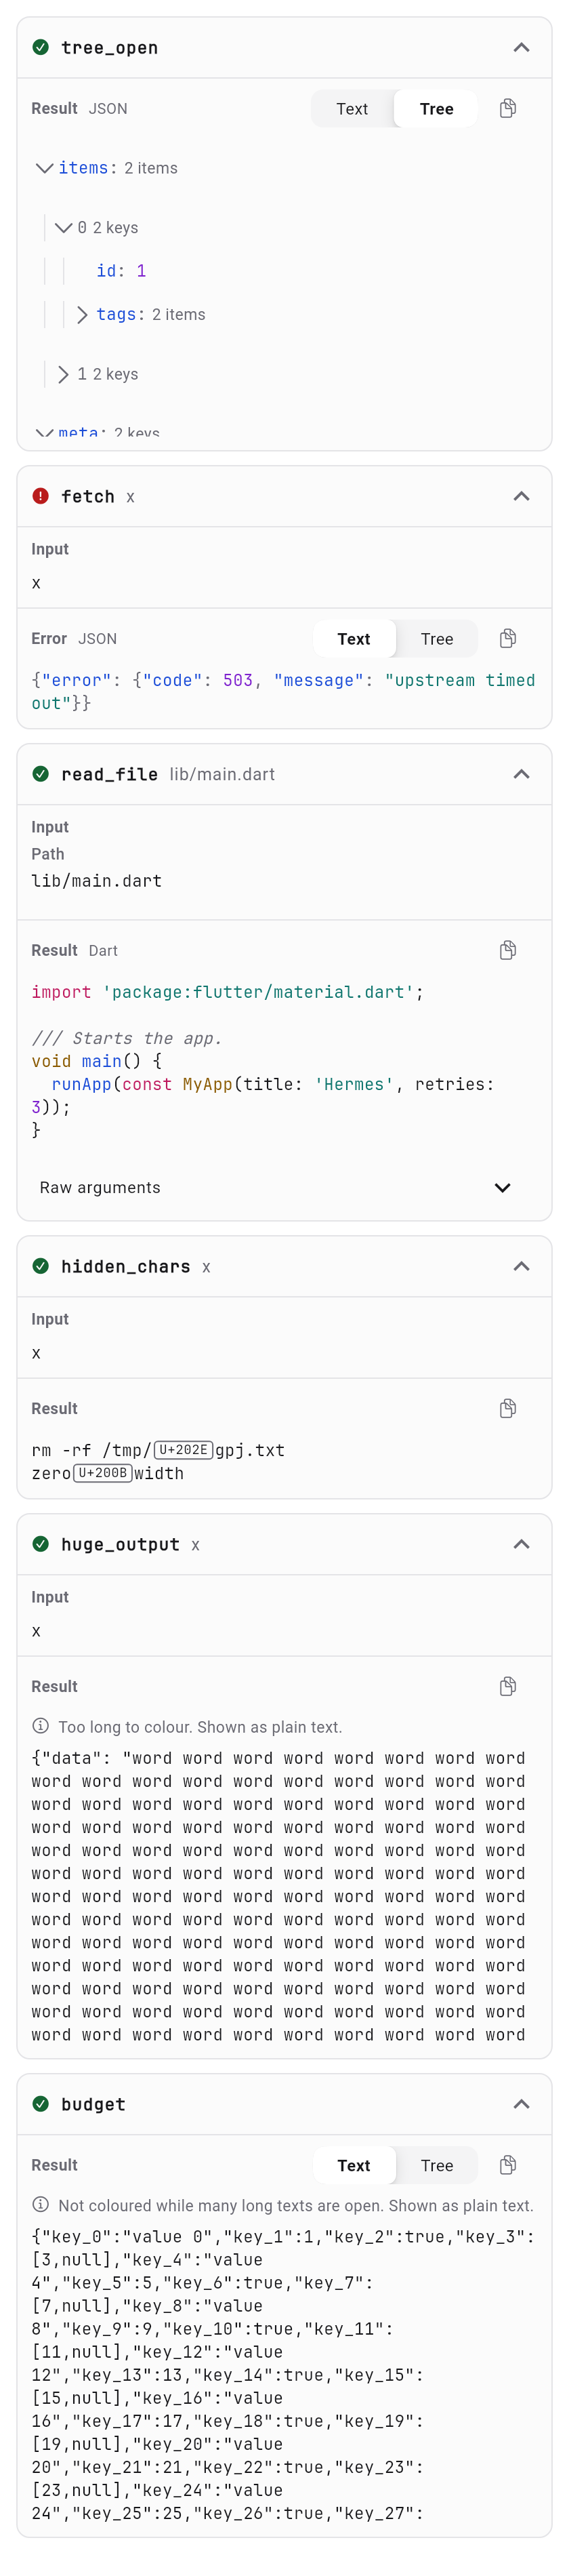 tree_open
Result JSON Text Tree
items: 2 items
0 2 keys
id: 1
tags: 2 items
1 2 keys
meta: 2 keys
fetch x
Input
x
Error JSON Text Tree
{"error": {"code": 503, "message": "upstream timed
out"}}
read_file lib/main.dart
Input
Path
lib/main.dart
Result Dart
import 'package:flutter/material.dart';
/// Starts the app.
void main() {
  runApp(const MyApp(title: 'Hermes', retries:
3));
}
Raw arguments
hidden_chars x
Input
x
Result
rm -rf /tmp/U+202Egpj.txt
zeroU+200Bwidth
huge_output x
Input
x
Result
Too long to colour. Shown as plain text.
{"data": "word word word word word word word word
word word word word word word word word word word
word word word word word word word word word word
word word word word word word word word word word
word word word word word word word word word word
word word word word word word word word word word
word word word word word word word word word word
word word word word word word word word word word
word word word word word word word word word word
word word word word word word word word word word
word word word word word word word word word word
word word word word word word word word word word
word word word word word word word word word word
budget
Result Text Tree
Not coloured while many long texts are open. Shown as plain text.
{"key_0":"value 0","key_1":1,"key_2":true,"key_3":
[3,null],"key_4":"value
4","key_5":5,"key_6":true,"key_7":
[7,null],"key_8":"value
8","key_9":9,"key_10":true,"key_11":
[11,null],"key_12":"value
12","key_13":13,"key_14":true,"key_15":
[15,null],"key_16":"value
16","key_17":17,"key_18":true,"key_19":
[19,null],"key_20":"value
20","key_21":21,"key_22":true,"key_23":
[23,null],"key_24":"value
24","key_25":25,"key_26":true,"key_27":